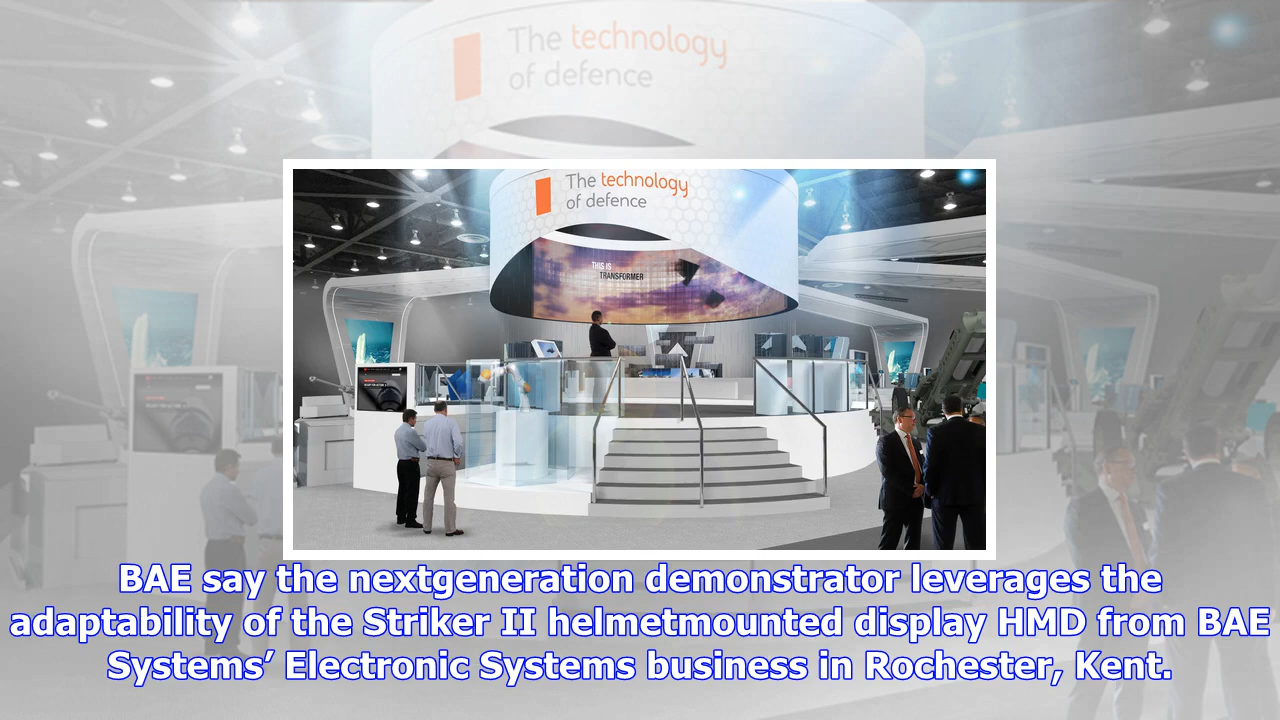 The technology
of defence
The technology
of defence
THIS IS
TRANSFORMER
BAE say the nextgeneration demonstrator leverages the
adaptability of the Striker II helmetmounted display HMD from BAE
Systems’ Electronic Systems business in Rochester, Kent.